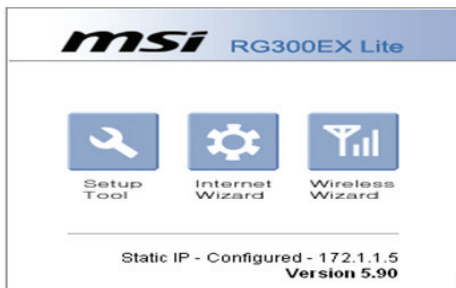 msi RG300EX Lite
Setup Tool
Internet Wizard
Wireless Wizard
Static IP - Configured - 172.1.1.5
Version 5.90